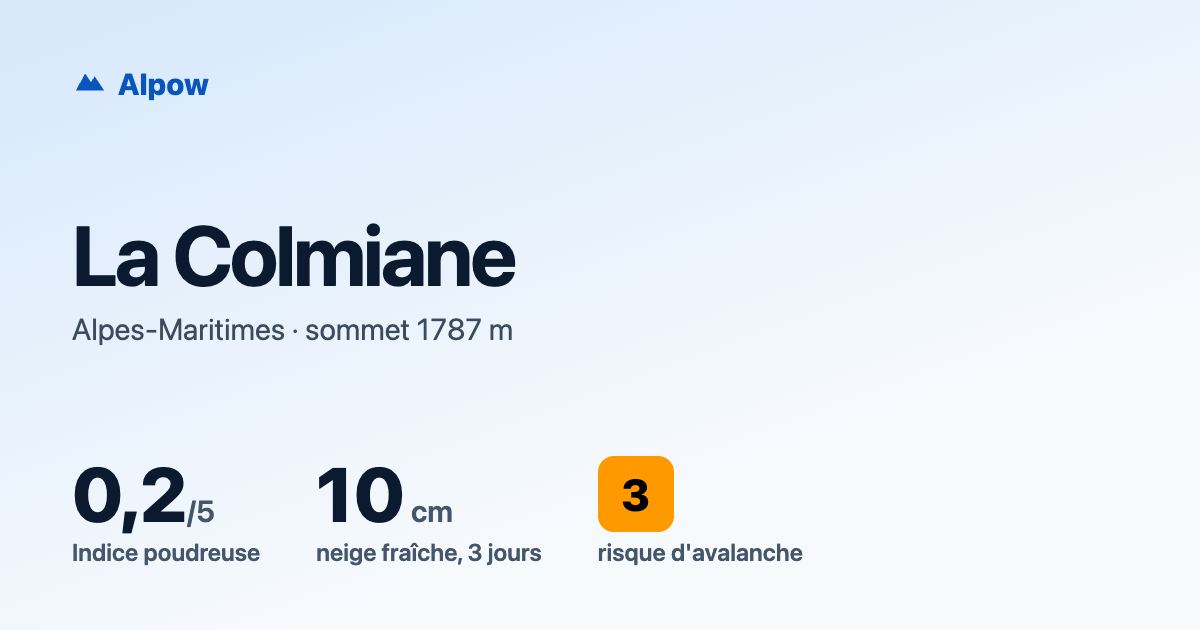 Alpow
La Colmiane
Alpes-Maritimes · sommet 1787 m
0,2/5
Indice poudreuse
10 cm
neige fraîche, 3 jours
3
risque d'avalanche